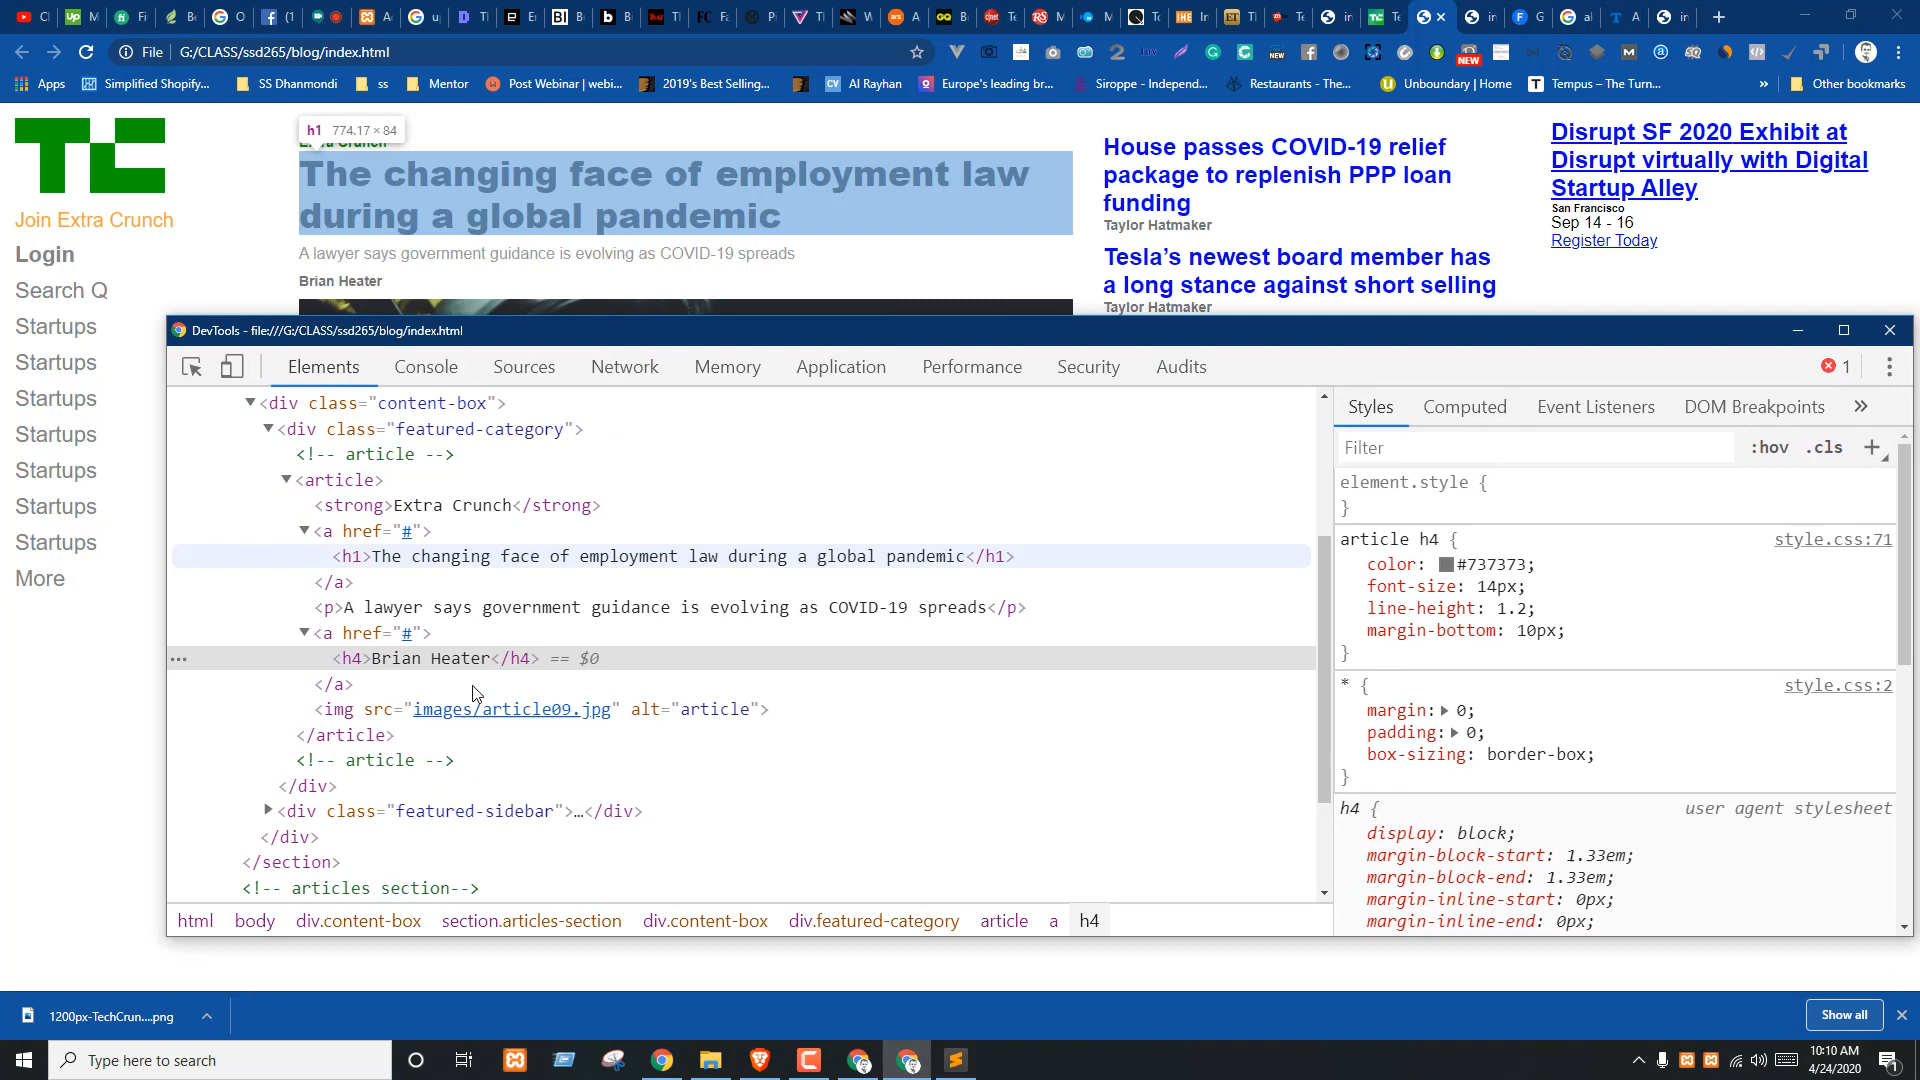 File G:/CLASS/ssd265/blog/index.html
Apps Simplified Shopify... SS Dhanmondi ss Mentor Post Webinar | webi... 2019's Best Selling... Al Rayhan Europe's leading br... Siroppe - Independ... Restaurants - The... Unboundary | Home Tempus – The Turn... » Other bookmarks
TC
Join Extra Crunch
Login
Search Q
Startups
Startups
Startups
Startups
Startups
Startups
Startups
More
h1 774.17 × 84
The changing face of employment law
during a global pandemic
A lawyer says government guidance is evolving as COVID-19 spreads
Brian Heater
House passes COVID-19 relief
package to replenish PPP loan
funding
Taylor Hatmaker
Tesla’s newest board member has
a long stance against short selling
Taylor Hatmaker
Disrupt SF 2020 Exhibit at
Disrupt virtually with Digital
Startup Alley
San Francisco
Sep 14 - 16
Register Today
DevTools - file:///G:/CLASS/ssd265/blog/index.html
Elements Console Sources Network Memory Application Performance Security Audits 1
<div class="content-box">
<div class="featured-category">
<!-- article -->
<article>
<strong>Extra Crunch</strong>
<a href="#">
<h1>The changing face of employment law during a global pandemic</h1>
</a>
<p>A lawyer says government guidance is evolving as COVID-19 spreads</p>
<a href="#">
<h4>Brian Heater</h4> == $0
</a>
<img src="images/article09.jpg" alt="article">
</article>
<!-- article -->
</div>
<div class="featured-sidebar">…</div>
</div>
</section>
<!-- articles section-->
html body div.content-box section.articles-section div.content-box div.featured-category article a h4
Styles Computed Event Listeners DOM Breakpoints »
Filter :hov .cls +
element.style {
}
article h4 { style.css:71
color: #737373;
font-size: 14px;
line-height: 1.2;
margin-bottom: 10px;
}
* { style.css:2
margin: 0;
padding: 0;
box-sizing: border-box;
}
h4 { user agent stylesheet
display: block;
margin-block-start: 1.33em;
margin-block-end: 1.33em;
margin-inline-start: 0px;
margin-inline-end: 0px;
1200px-TechCrun....png
Show all
Type here to search
10:10 AM
4/24/2020